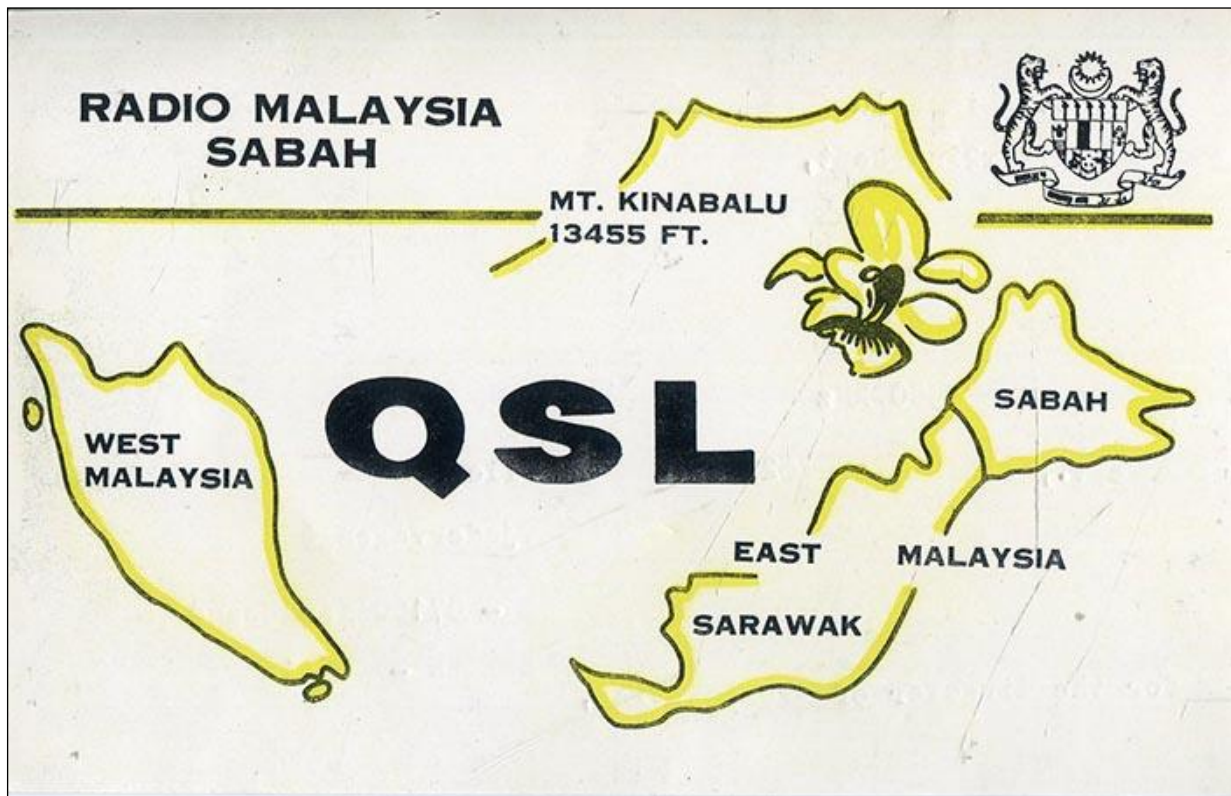 RADIO MALAYSIA
SABAH
MT. KINABALU
13455 FT.
QSL
WEST
MALAYSIA
SABAH
EAST MALAYSIA
SARAWAK